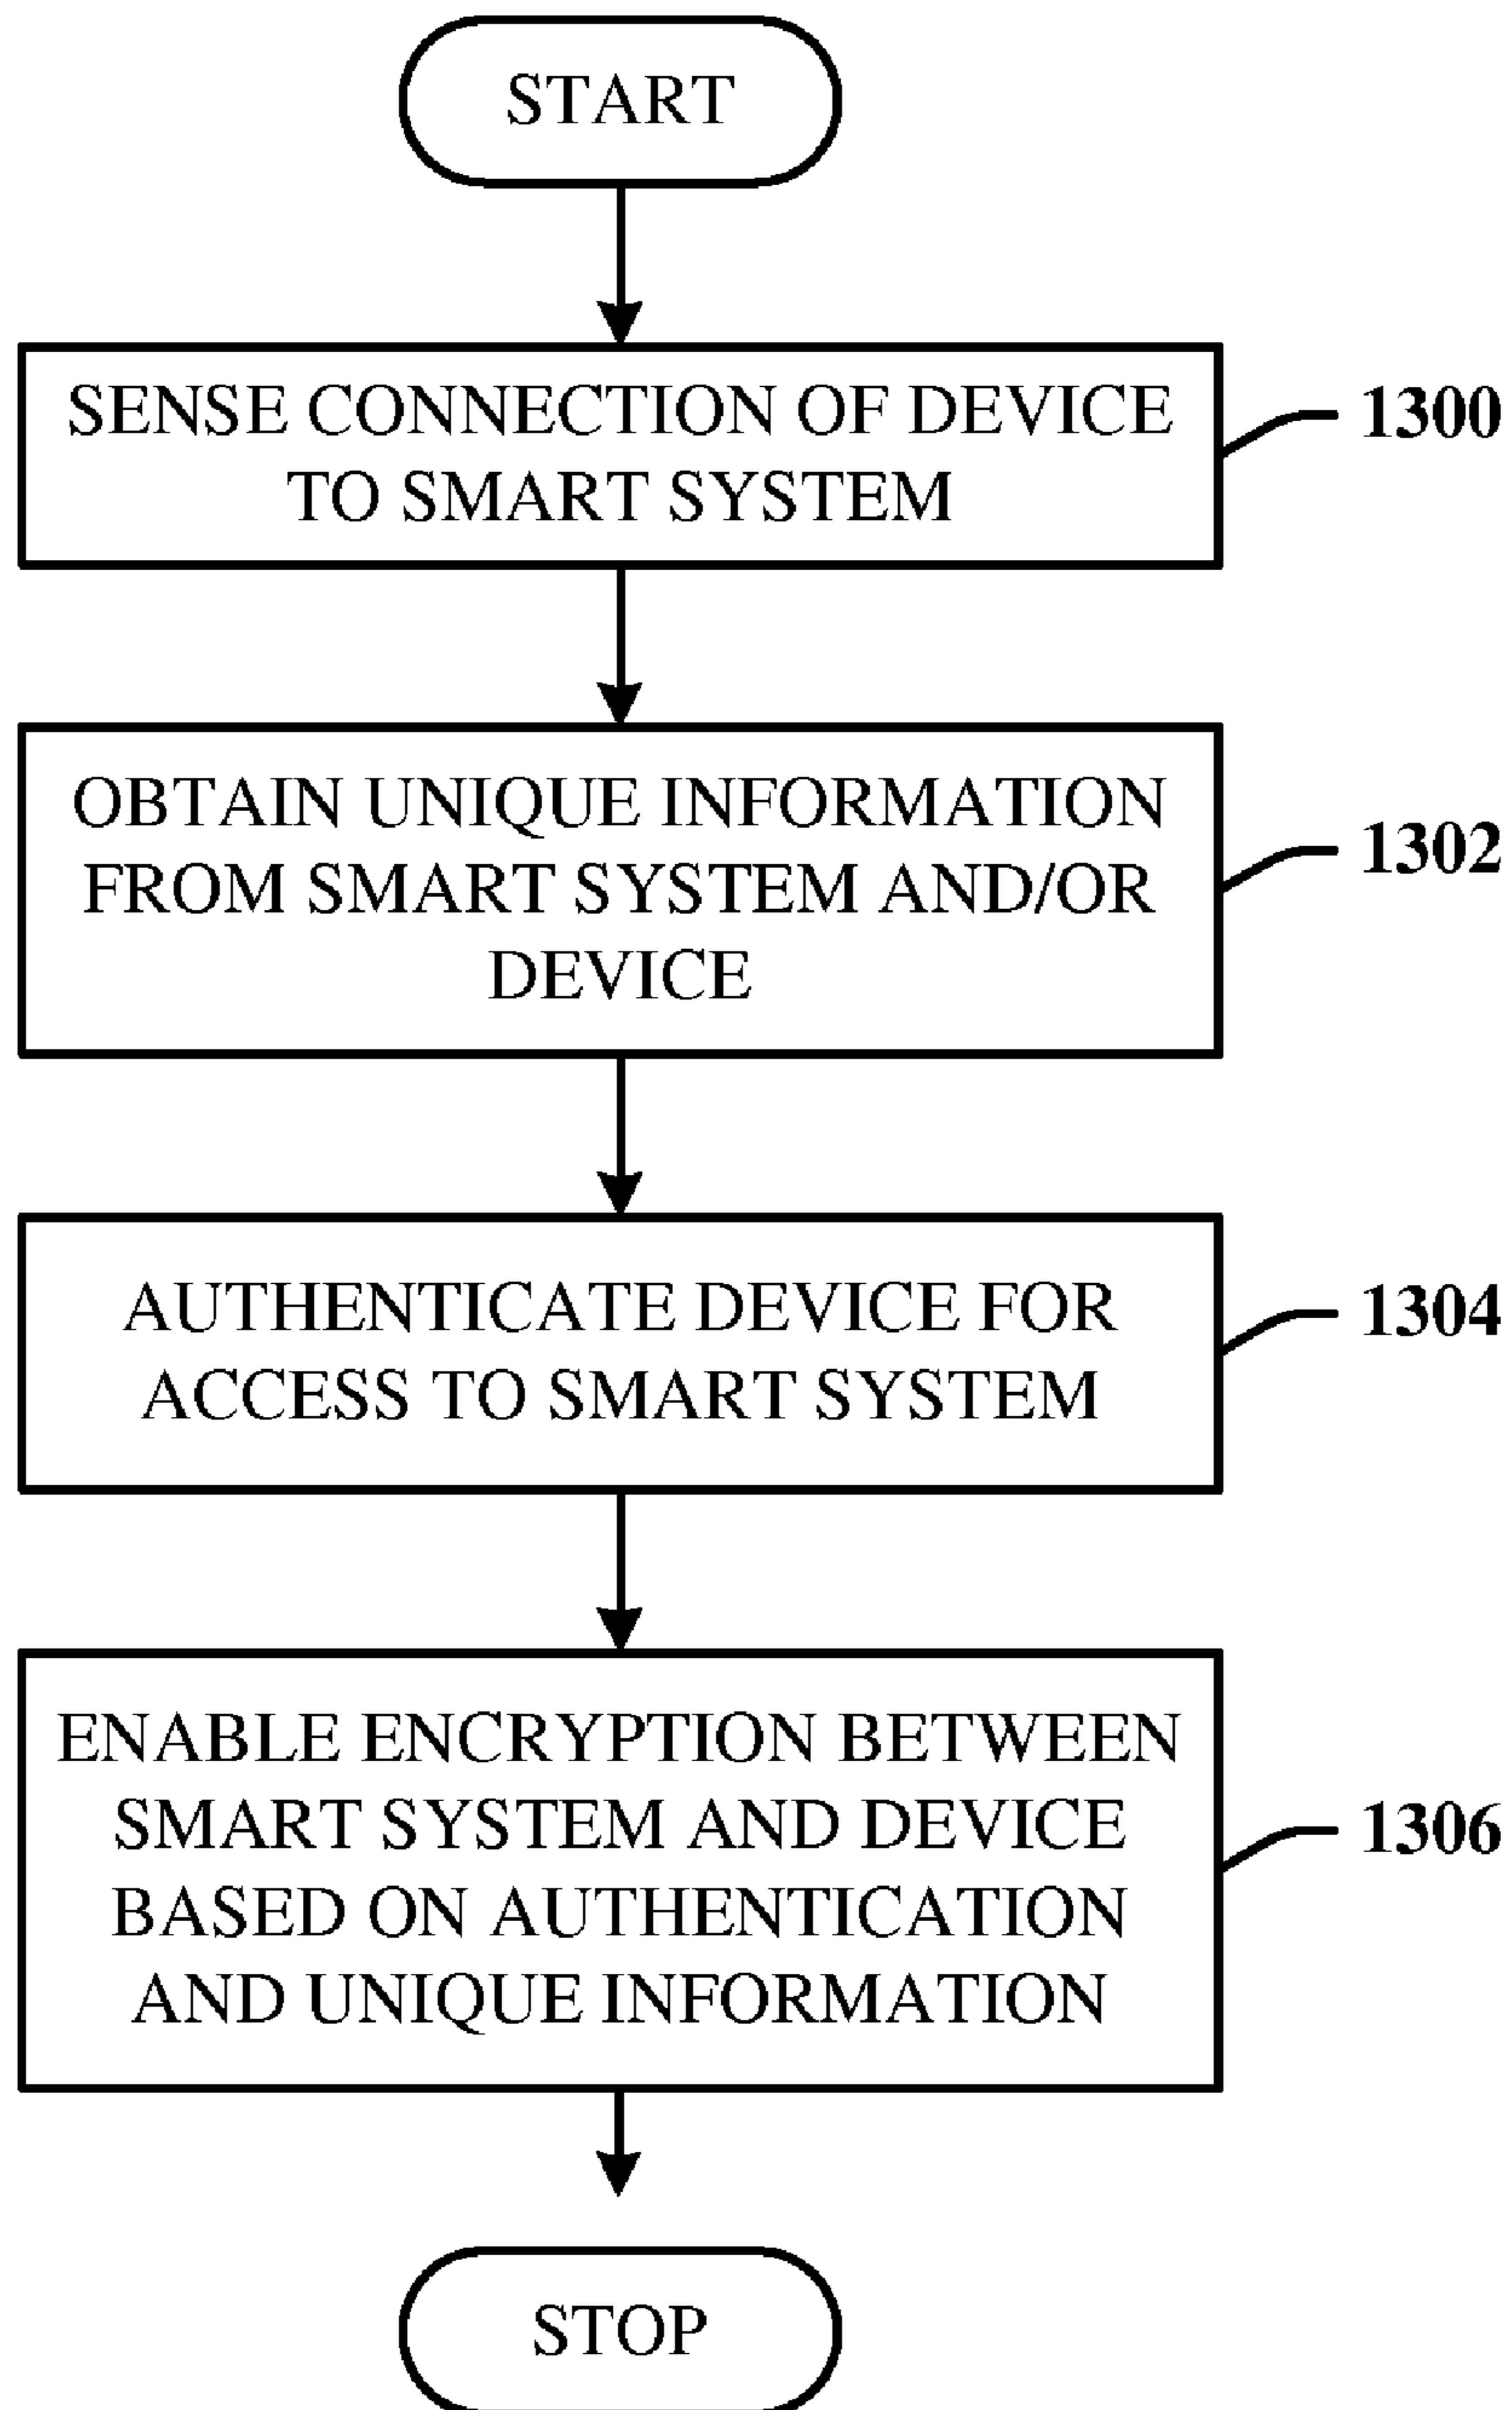 START
SENSE CONNECTION OF DEVICE
TO SMART SYSTEM
1300
OBTAIN UNIQUE INFORMATION
FROM SMART SYSTEM AND/OR
DEVICE
1302
AUTHENTICATE DEVICE FOR
ACCESS TO SMART SYSTEM
1304
ENABLE ENCRYPTION BETWEEN
SMART SYSTEM AND DEVICE
BASED ON AUTHENTICATION
AND UNIQUE INFORMATION
1306
STOP